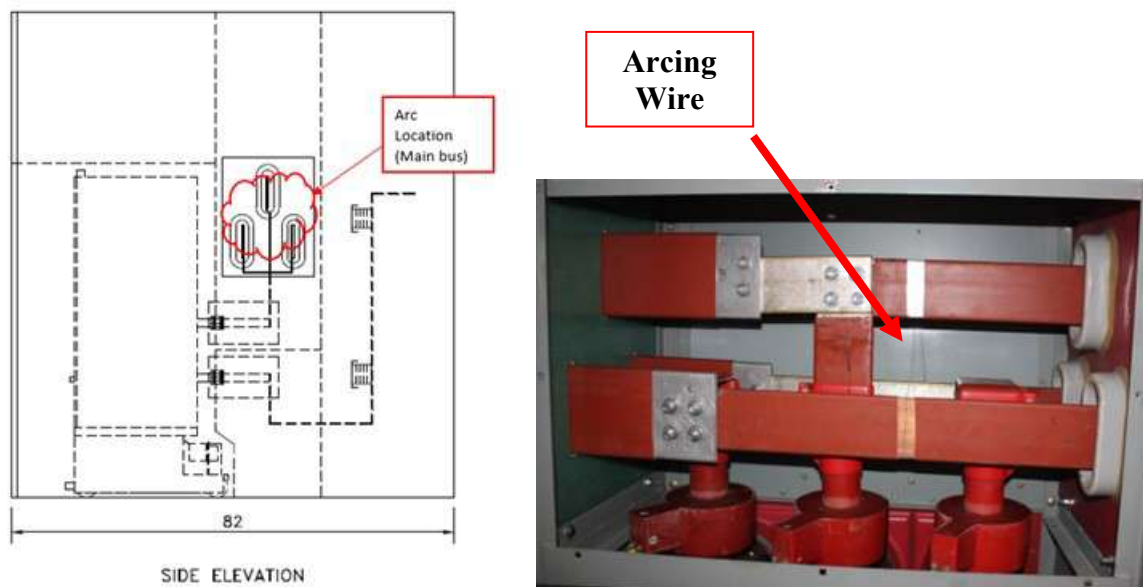 Arc
Location
(Main bus)
82
SIDE ELEVATION
Arcing
Wire